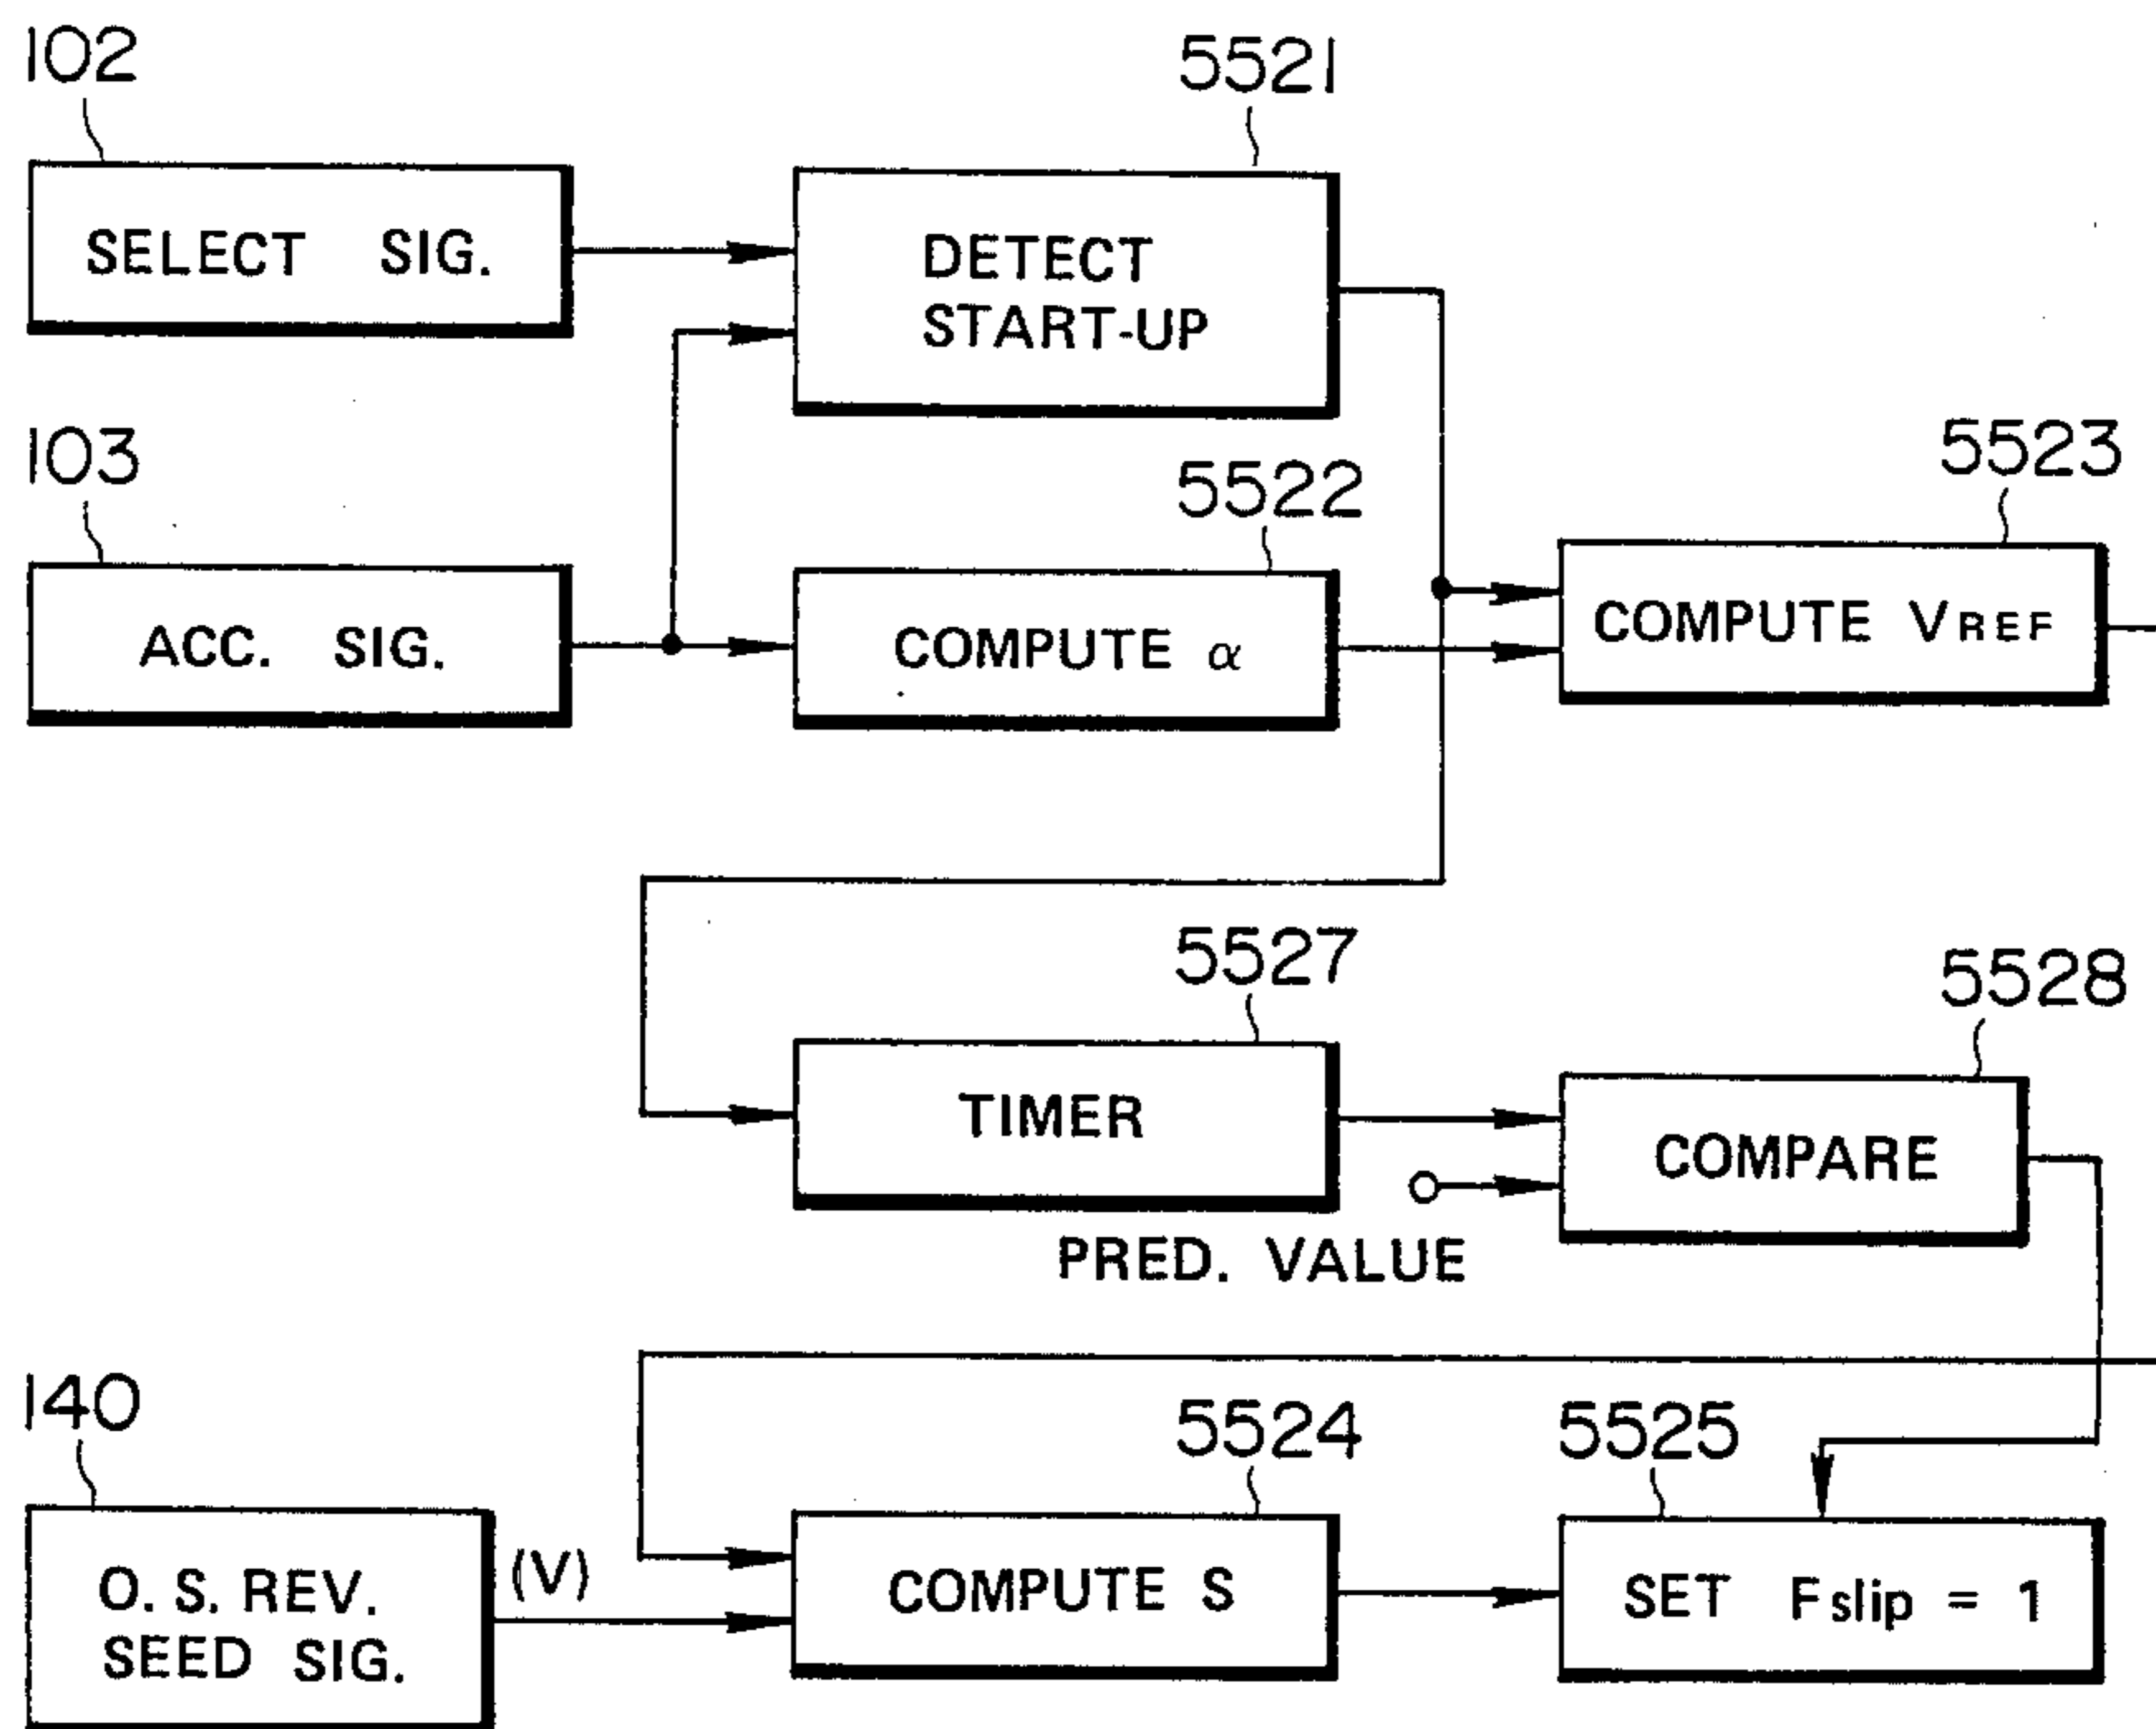 102
SELECT SIG.
5521
DETECT
START-UP
103
ACC. SIG.
5522
COMPUTE α
5523
COMPUTE VREF
5527
TIMER
5528
COMPARE
PRED. VALUE
140
O. S. REV.
SEED SIG.
(V)
5524
COMPUTE S
5525
SET Fslip = 1